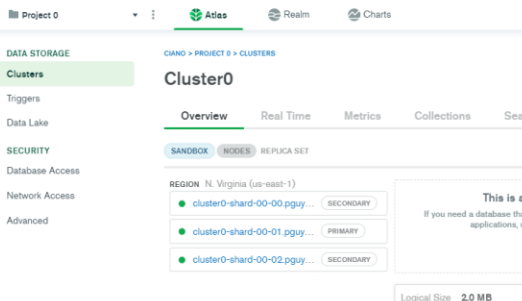 Project 0
Atlas
Realm
Charts
DATA STORAGE
Clusters
Triggers
Data Lake
SECURITY
Database Access
Network Access
Advanced
CIANO > PROJECT 0 > CLUSTERS
Cluster0
Overview Real Time Metrics Collections Sea
SANDBOX NODES REPLICA SET
REGION N. Virginia (us-east-1)
cluster0-shard-00-00.pguy... SECONDARY
cluster0-shard-00-01.pguy... PRIMARY
cluster0-shard-00-02.pguy... SECONDARY
This is a
If you need a database tha
applications,
Logical Size 2.0 MB